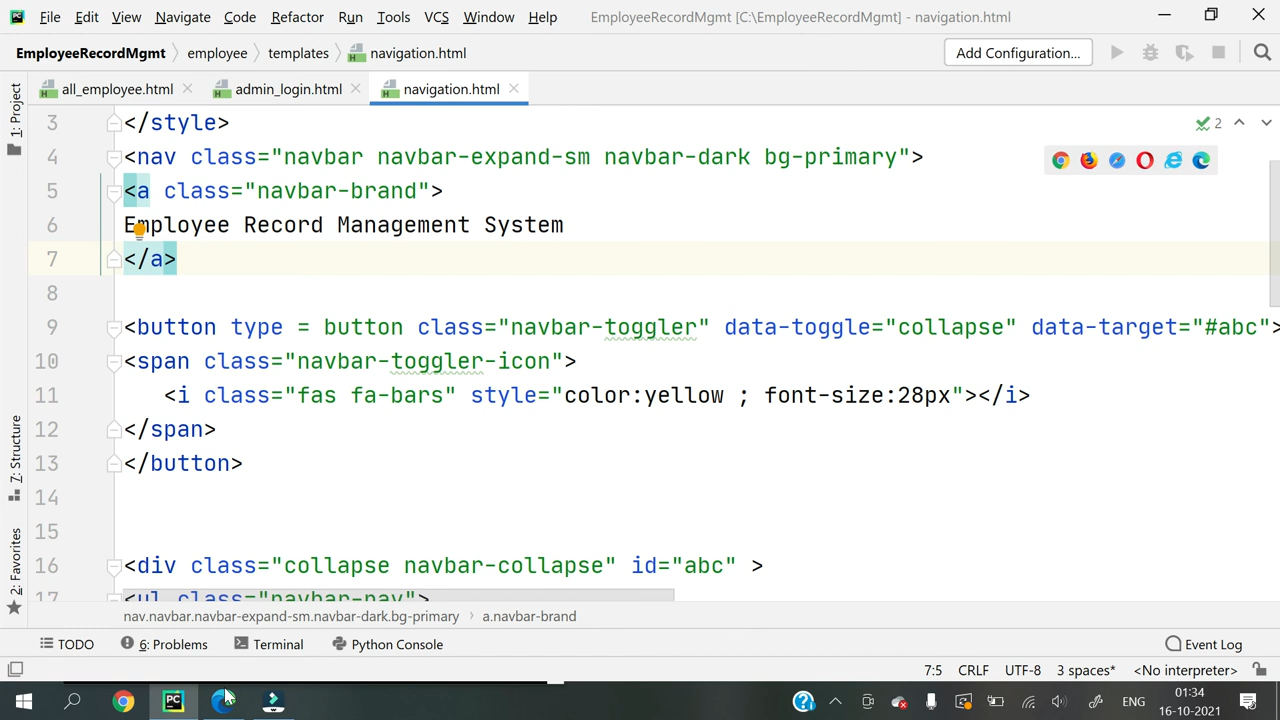 File Edit View Navigate Code Refactor Run Tools VCS Window Help EmployeeRecordMgmt [C:\EmployeeRecordMgmt] - navigation.html
EmployeeRecordMgmt employee templates navigation.html Add Configuration...
all_employee.html admin_login.html navigation.html
1: Project
7: Structure
2: Favorites
3 </style> 2
4 <nav class="navbar navbar-expand-sm navbar-dark bg-primary">
5 <a class="navbar-brand">
6 Employee Record Management System
7 </a>
8
9 <button type = button class="navbar-toggler" data-toggle="collapse" data-target="#abc">
10 <span class="navbar-toggler-icon">
11 <i class="fas fa-bars" style="color:yellow ; font-size:28px"></i>
12 </span>
13 </button>
14
15
16 <div class="collapse navbar-collapse" id="abc" >
17 <ul class="navbar-nav">
nav.navbar.navbar-expand-sm.navbar-dark.bg-primary a.navbar-brand
TODO 6: Problems Terminal Python Console Event Log
7:5 CRLF UTF-8 3 spaces* <No interpreter>
PC ENG 01:34
16-10-2021